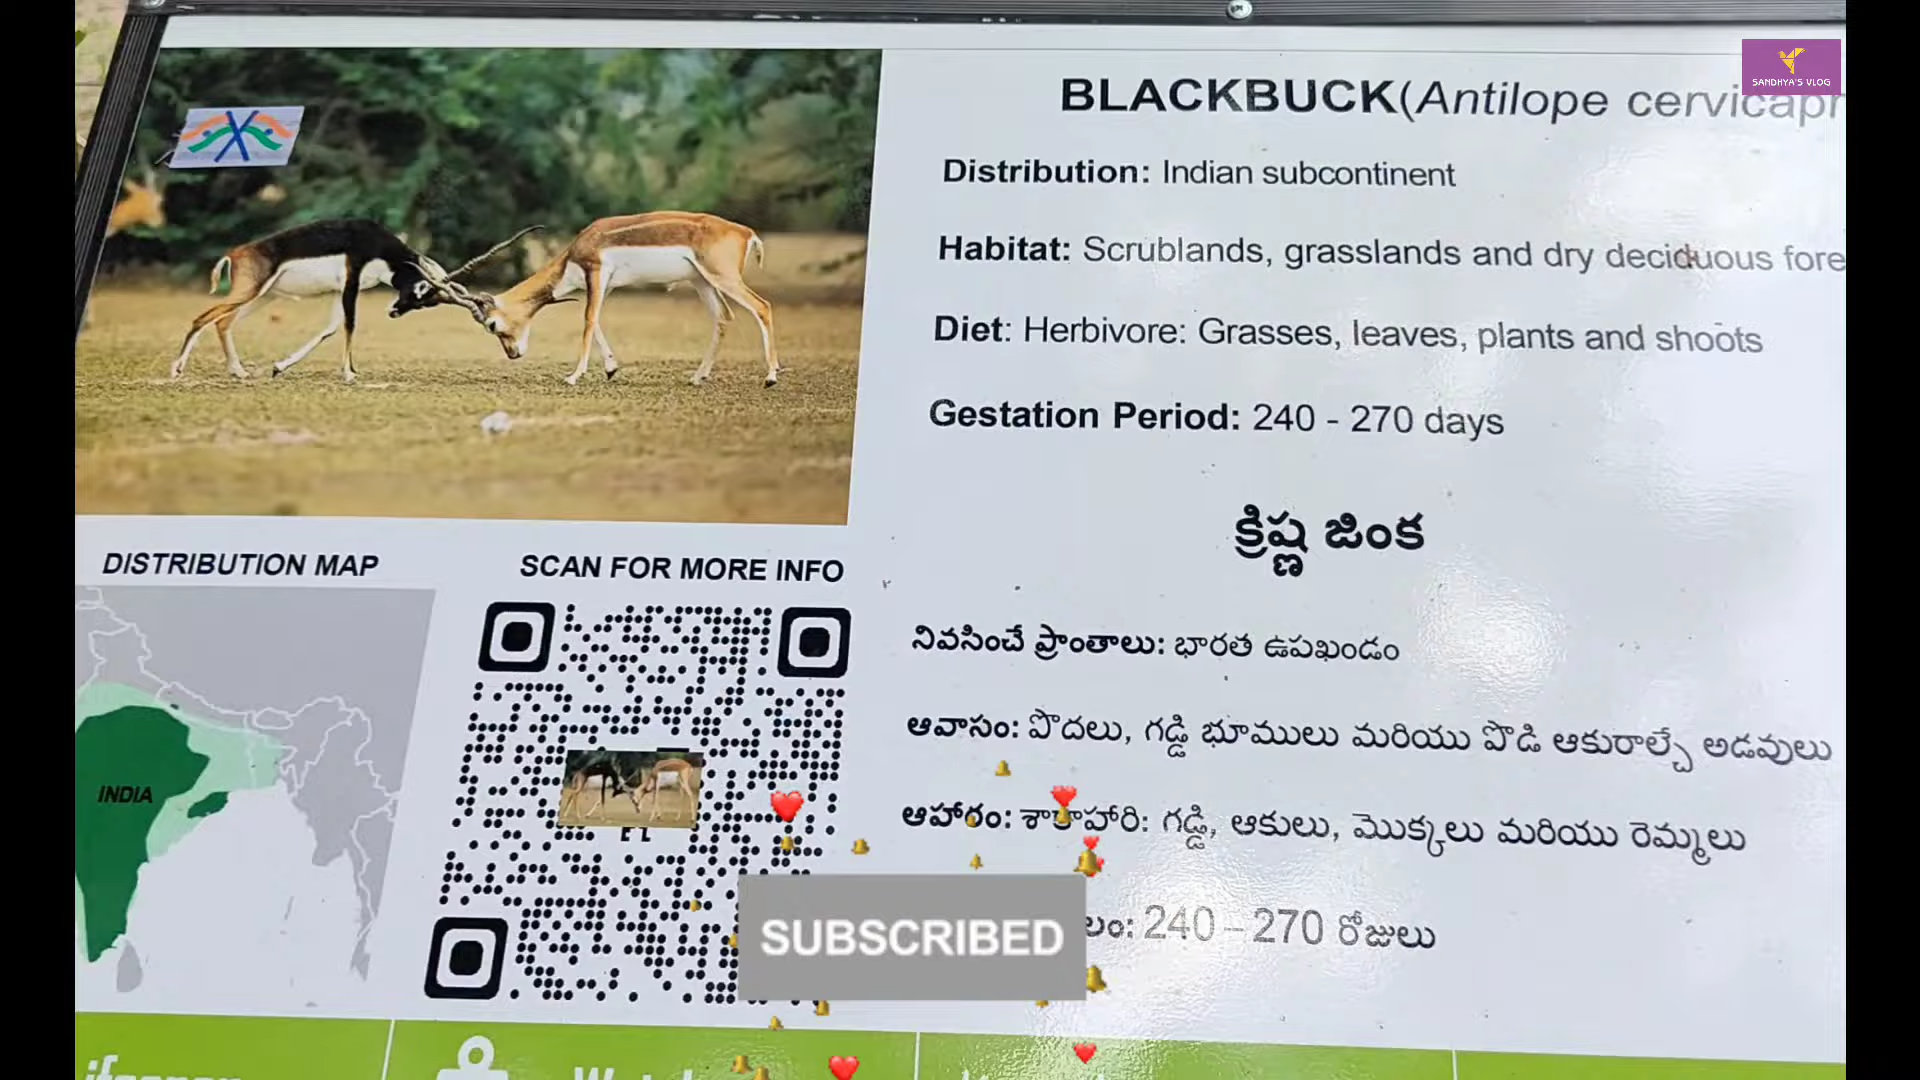 SANDHYA'S VLOG
BLACKBUCK(Antilope cervicapr
Distribution: Indian subcontinent
Habitat: Scrublands, grasslands and dry deciduous fore
Diet: Herbivore: Grasses, leaves, plants and shoots
Gestation Period: 240 - 270 days
క్రిష్ణ జింక
నివసించే ప్రాంతాలు: భారత ఉపఖండం
ఆవాసం: పొదలు, గడ్డి భూములు మరియు పొడి ఆకురాల్చే అడవులు
ఆహారం: శాకాహారి: గడ్డి, ఆకులు, మొక్కలు మరియు రెమ్మలు
లం: 240 – 270 రోజులు
DISTRIBUTION MAP
INDIA
SCAN FOR MORE INFO
SUBSCRIBED